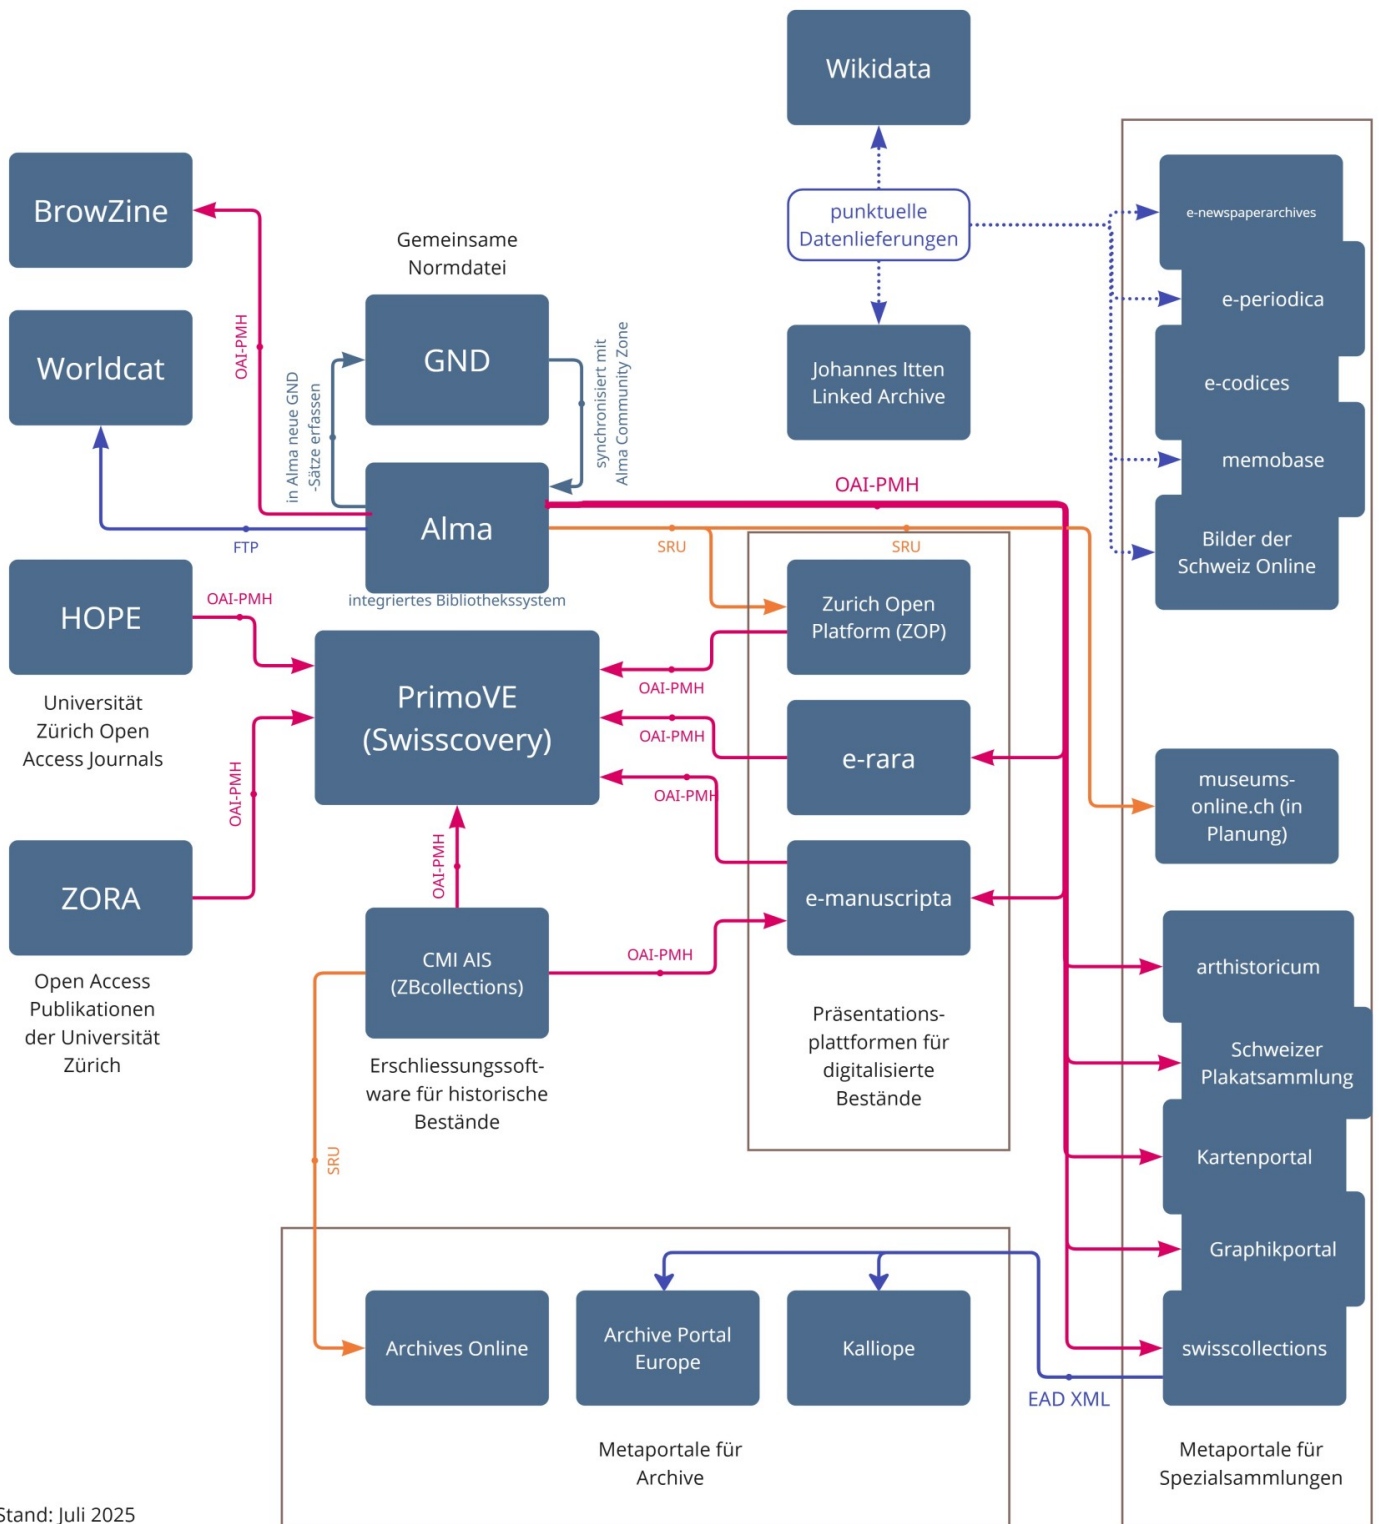 Wikidata
BrowZine
punktuelle
Datenlieferungen
e-newspaperarchives
Gemeinsame
Normdatei
e-periodica
OAI-PMH
GND
Worldcat
in Alma neue GND
-Sätze erfassen
synchronisiert mit
Alma Community Zone
Johannes Itten
Linked Archive
e-codices
memobase
OAI-PMH
Alma
FTP
SRU
SRU
Bilder der
Schweiz Online
integriertes Bibliothekssystem
HOPE
OAI-PMH
Zurich Open
Platform (ZOP)
OAI-PMH
Universität
Zürich Open
Access Journals
PrimoVE
(Swisscovery)
OAI-PMH
e-rara
OAI-PMH
museums-
online.ch (in
Planung)
OAI-PMH
OAI-PMH
ZORA
e-manuscripta
Open Access
Publikationen
der Universität
Zürich
CMI AIS
(ZBcollections)
OAI-PMH
arthistoricum
Erschliessungssoft-
ware für historische
Bestände
Präsentations-
plattformen für
digitalisierte
Bestände
Schweizer
Plakatsammlung
SRU
Kartenportal
Graphikportal
Archives Online
Archive Portal
Europe
Kalliope
swisscollections
EAD XML
Metaportale für
Archive
Metaportale für
Spezialsammlungen
Stand: Juli 2025